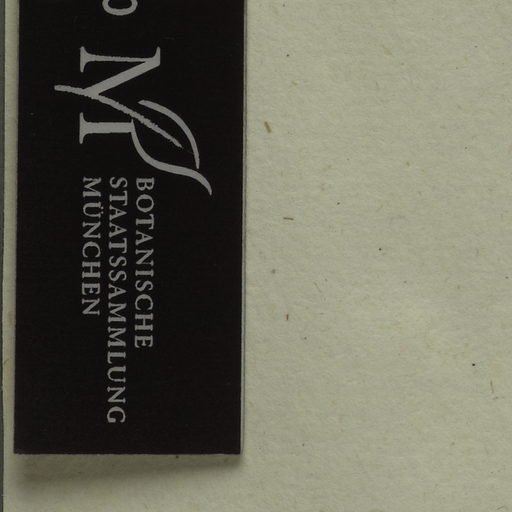 M
BOTANISCHE
STAATSSAMMLUNG
MÜNCHEN